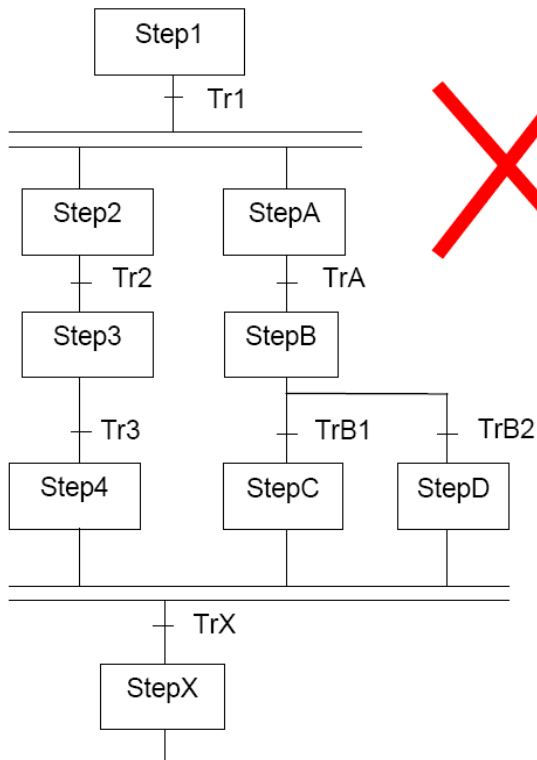 Step1
Tr1
Step2
StepA
Tr2
TrA
Step3
StepB
Tr3
TrB1
TrB2
Step4
StepC
StepD
TrX
StepX